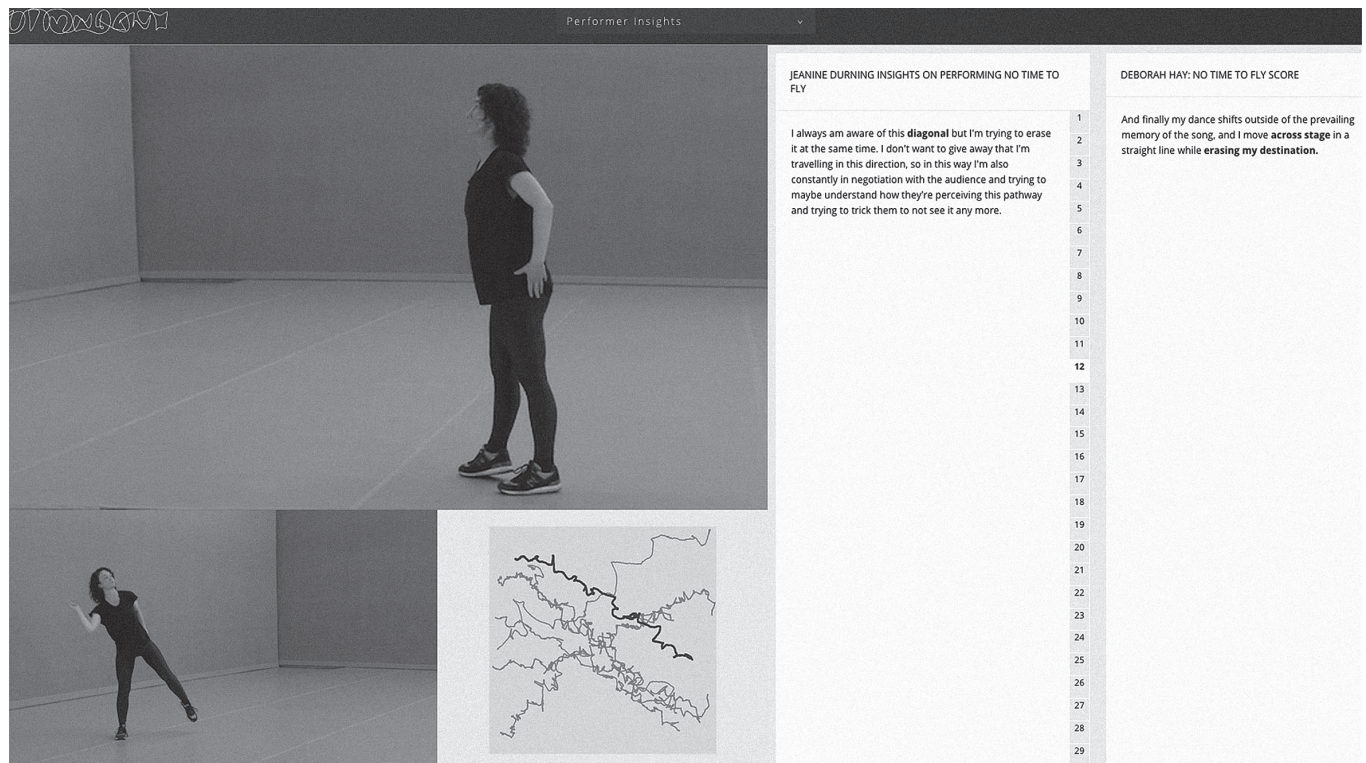 Performer Insights
JEANINE DURNING INSIGHTS ON PERFORMING NO TIME TO
FLY
I always am aware of this diagonal but I'm trying to erase
it at the same time. I don't want to give away that I'm
travelling in this direction, so in this way I'm also
constantly in negotiation with the audience and trying to
maybe understand how they're perceiving this pathway
and trying to trick them to not see it any more.
1
2
3
4
5
6
7
8
9
10
11
12
13
14
15
16
17
18
19
20
21
22
23
24
25
26
27
28
29
DEBORAH HAY: NO TIME TO FLY SCORE
And finally my dance shifts outside of the prevailing
memory of the song, and I move across stage in a
straight line while erasing my destination.